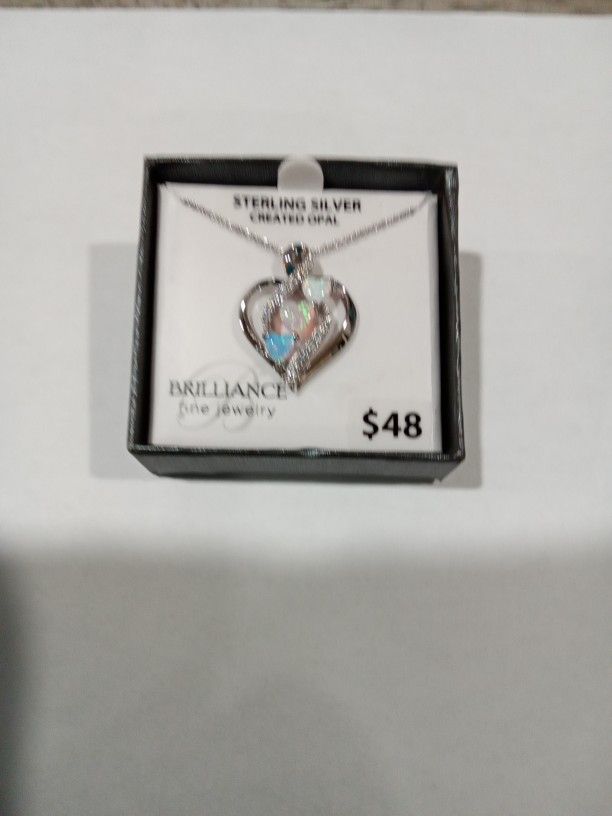 STERLING SILVER
CREATED OPAL
BRILLIANCE
fine jewelry
$48